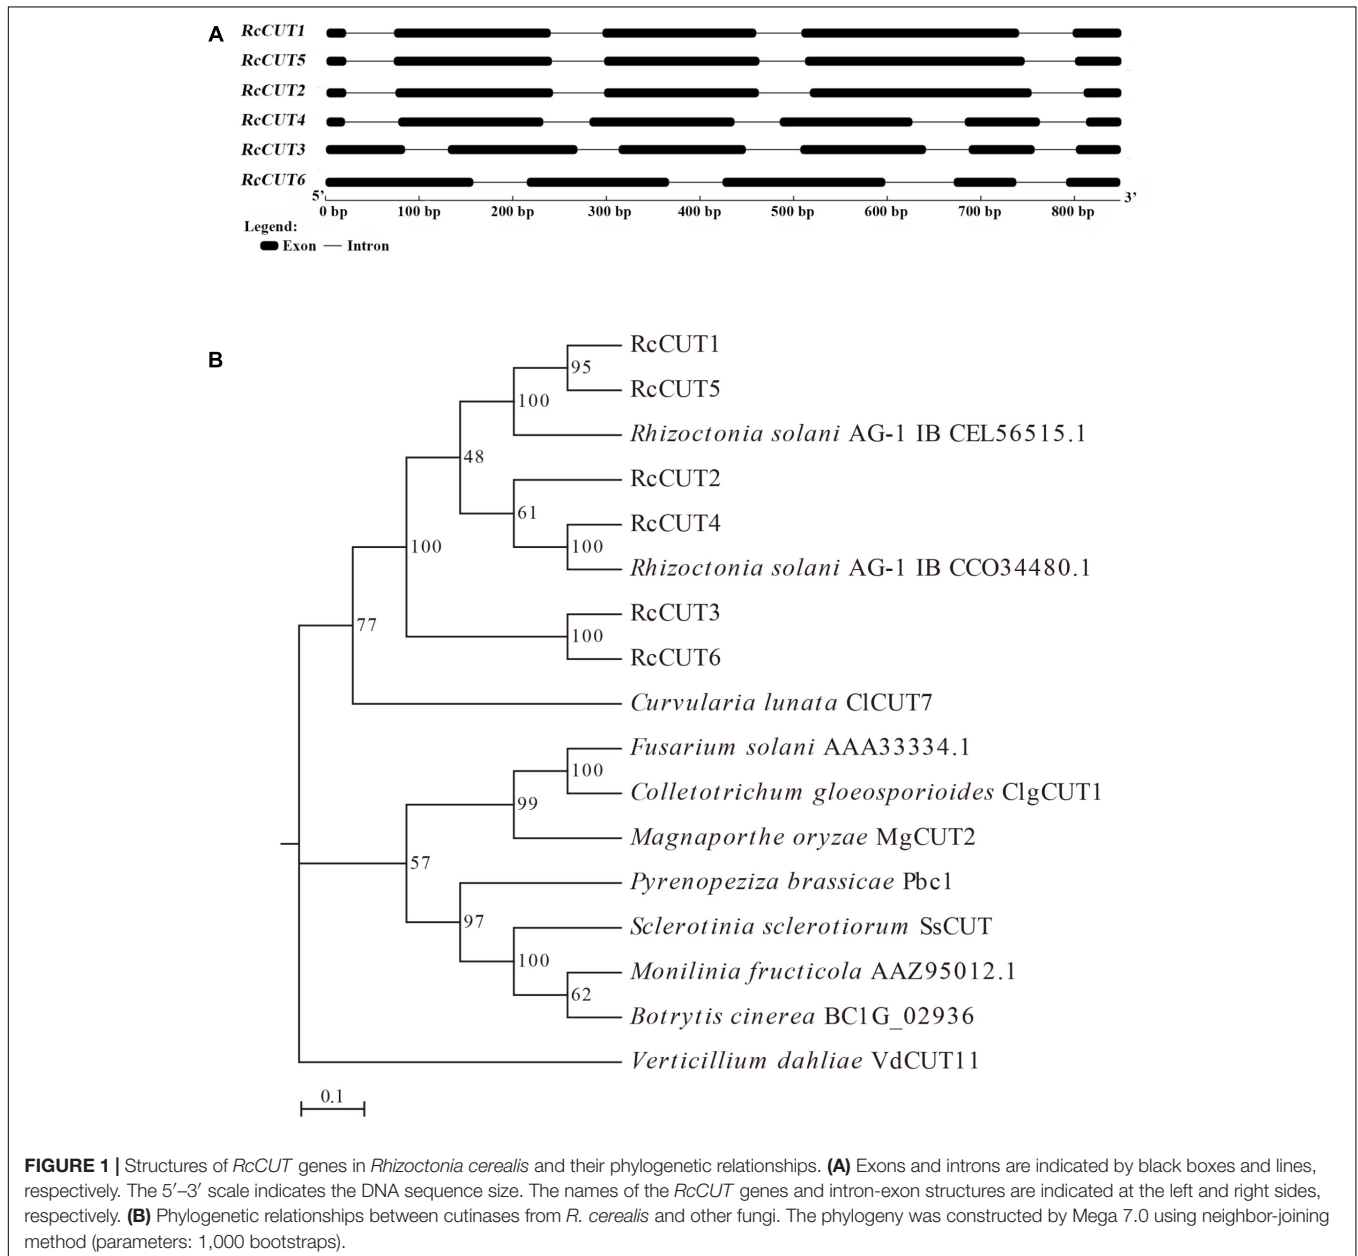 A
RcCUT1
RcCUT5
RcCUT2
RcCUT4
RcCUT3
RcCUT6
5’ 3’
0 bp 100 bp 200 bp 300 bp 400 bp 500 bp 600 bp 700 bp 800 bp
Legend:
Exon Intron
B
RcCUT1
95
RcCUT5
100
Rhizoctonia solani AG-1 IB CEL56515.1
48
RcCUT2
61
RcCUT4
100
100
Rhizoctonia solani AG-1 IB CCO34480.1
RcCUT3
77
100
RcCUT6
Curvularia lunata ClCUT7
Fusarium solani AAA33334.1
100
Colletotrichum gloeosporioides ClgCUT1
99
Magnaporthe oryzae MgCUT2
57
Pyrenopeziza brassicae Pbc1
97
Sclerotinia sclerotiorum SsCUT
100
Monilinia fructicola AAZ95012.1
62
Botrytis cinerea BC1G_02936
Verticillium dahliae VdCUT11
0.1
FIGURE 1 | Structures of RcCUT genes in Rhizoctonia cerealis and their phylogenetic relationships. (A) Exons and introns are indicated by black boxes and lines,
respectively. The 5′–3′ scale indicates the DNA sequence size. The names of the RcCUT genes and intron-exon structures are indicated at the left and right sides,
respectively. (B) Phylogenetic relationships between cutinases from R. cerealis and other fungi. The phylogeny was constructed by Mega 7.0 using neighbor-joining
method (parameters: 1,000 bootstraps).